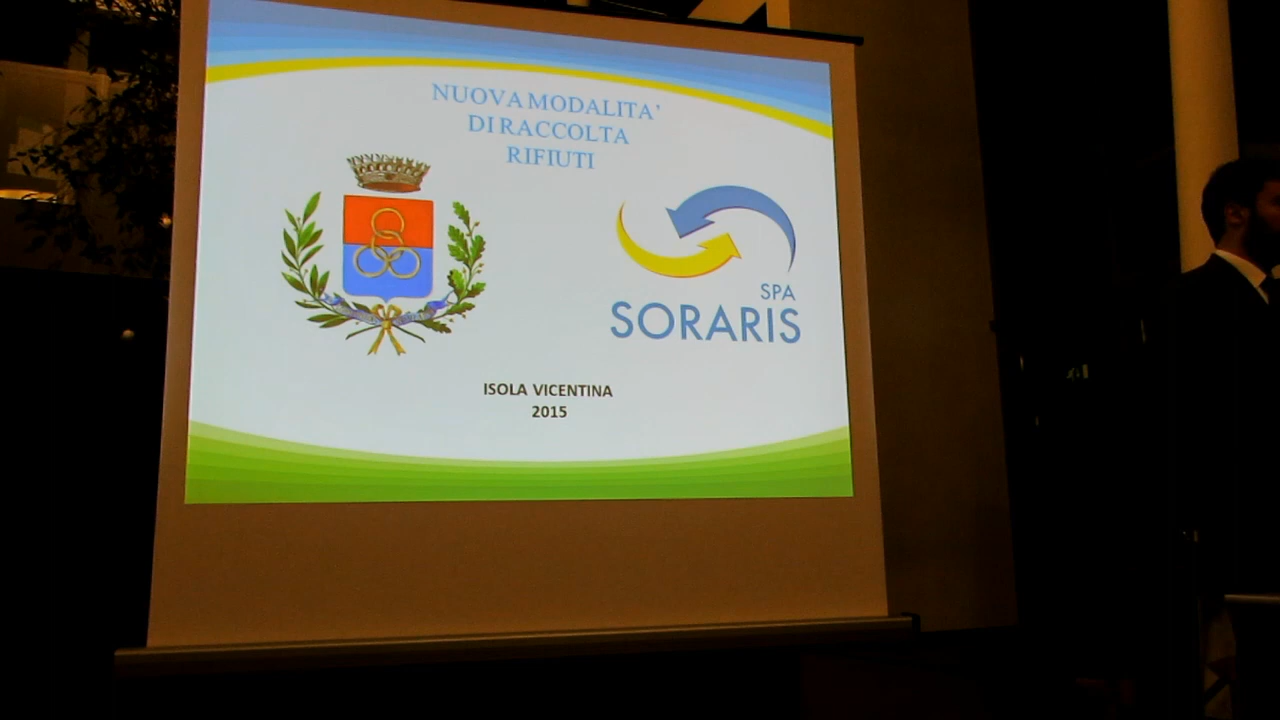 NUOVA MODALITA'
DI RACCOLTA
RIFIUTI
SPA
SORARIS
ISOLA VICENTINA
2015